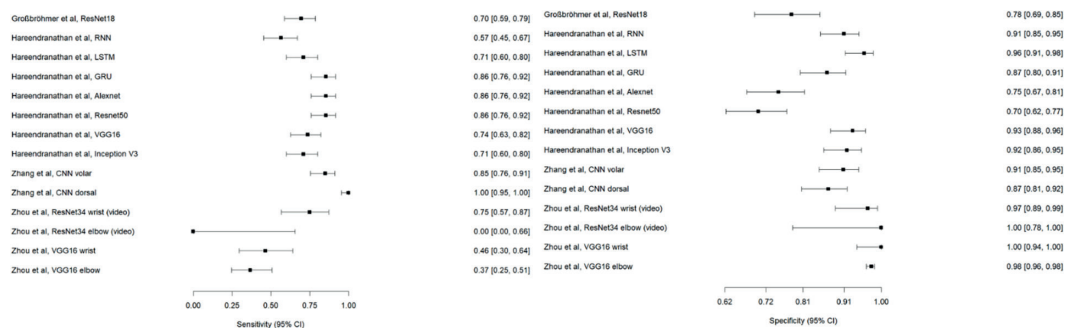 Großbröhmer et al, ResNet18 0.70 [0.59, 0.79]
Hareendranathan et al, RNN 0.57 [0.45, 0.67]
Hareendranathan et al, LSTM 0.71 [0.60, 0.80]
Hareendranathan et al, GRU 0.86 [0.76, 0.92]
Hareendranathan et al, Alexnet 0.86 [0.76, 0.92]
Hareendranathan et al, Resnet50 0.86 [0.76, 0.92]
Hareendranathan et al, VGG16 0.74 [0.63, 0.82]
Hareendranathan et al, Inception V3 0.71 [0.60, 0.80]
Zhang et al, CNN volar 0.85 [0.76, 0.91]
Zhang et al, CNN dorsal 1.00 [0.95, 1.00]
Zhou et al, ResNet34 wrist (video) 0.75 [0.57, 0.87]
Zhou et al, ResNet34 elbow (video) 0.00 [0.00, 0.66]
Zhou et al, VGG16 wrist 0.46 [0.30, 0.64]
Zhou et al, VGG16 elbow 0.37 [0.25, 0.51]
0.00 0.25 0.50 0.75 1.00
Sensitivity (95% CI)
Großbröhmer et al, ResNet18 0.78 [0.69, 0.85]
Hareendranathan et al, RNN 0.91 [0.85, 0.95]
Hareendranathan et al, LSTM 0.96 [0.91, 0.98]
Hareendranathan et al, GRU 0.87 [0.80, 0.91]
Hareendranathan et al, Alexnet 0.75 [0.67, 0.81]
Hareendranathan et al, Resnet50 0.70 [0.62, 0.77]
Hareendranathan et al, VGG16 0.93 [0.88, 0.96]
Hareendranathan et al, Inception V3 0.92 [0.86, 0.95]
Zhang et al, CNN volar 0.91 [0.85, 0.95]
Zhang et al, CNN dorsal 0.87 [0.81, 0.92]
Zhou et al, ResNet34 wrist (video) 0.97 [0.89, 0.99]
Zhou et al, ResNet34 elbow (video) 1.00 [0.78, 1.00]
Zhou et al, VGG16 wrist 1.00 [0.94, 1.00]
Zhou et al, VGG16 elbow 0.98 [0.96, 0.98]
0.62 0.72 0.81 0.91 1.00
Specificity (95% CI)